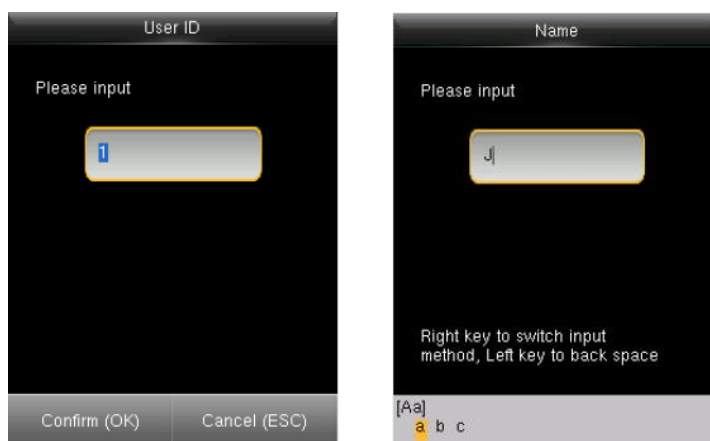 User ID
Please input
1
Confirm (OK) Cancel (ESC)
Name
Please input
J
Right key to switch input
method, Left key to back space
[Aa]
a b c